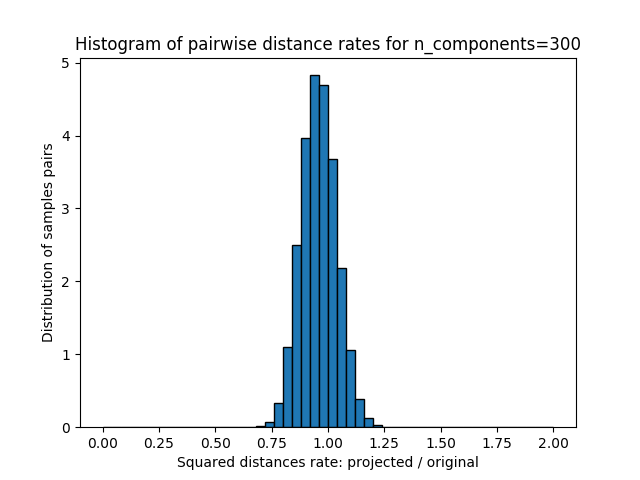 Histogram of pairwise distance rates for n_components=300
Distribution of samples pairs
5
4
3
2
1
0
0.00 0.25 0.50 0.75 1.00 1.25 1.50 1.75 2.00
Squared distances rate: projected / original